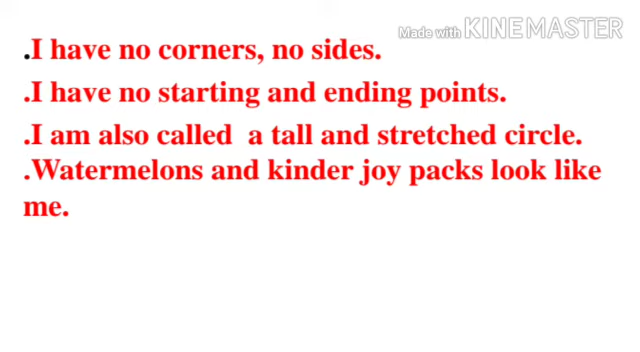 Made with KINEMASTER
.I have no corners, no sides.
.I have no starting and ending points.
.I am also called  a tall and stretched circle.
.Watermelons and kinder joy packs look like
me.